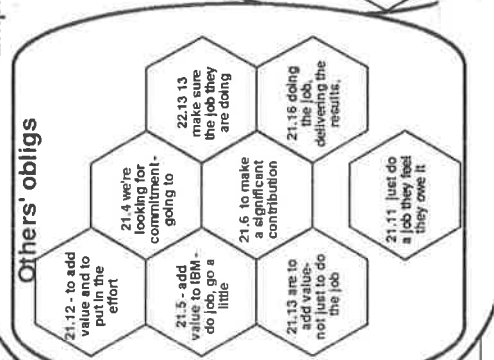 Others' obligs
21.12 - to add
value and to
put in the
effort
21.4 we're
looking for
commitment -
going to
22.13 13
make sure
the job they
are doing
21.5 - add
value to IBM -
do job, go a
little
21.6 to make
a significant
contribution
21.16 doing
the job,
delivering the
results,
21.13 are to
add value-
not just to do
the job
21.11 just do
a job they feel
they owe it